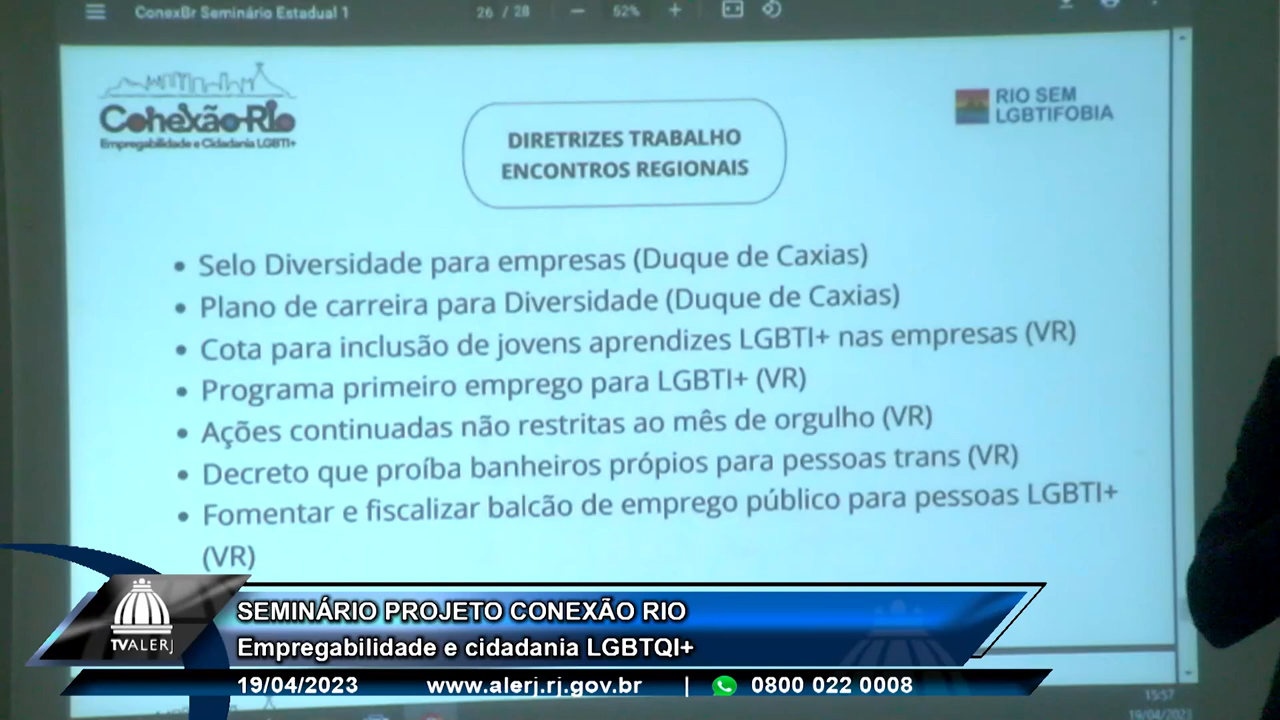 ConexBr Seminário Estadual 1
26 / 28
52%
Conexão Rio
Empregabilidade e Cidadania LGBTI+
DIRETRIZES TRABALHO
ENCONTROS REGIONAIS
RIO SEM
LGBTIFOBIA
• Selo Diversidade para empresas (Duque de Caxias)
• Plano de carreira para Diversidade (Duque de Caxias)
• Cota para inclusão de jovens aprendizes LGBTI+ nas empresas (VR)
• Programa primeiro emprego para LGBTI+ (VR)
• Ações continuadas não restritas ao mês de orgulho (VR)
• Decreto que proíba banheiros própios para pessoas trans (VR)
• Fomentar e fiscalizar balcão de emprego público para pessoas LGBTI+
(VR)
TVALERJ
SEMINÁRIO PROJETO CONEXÃO RIO
Empregabilidade e cidadania LGBTQI+
19/04/2023 www.alerj.rj.gov.br | 0800 022 0008
15:57
19/04/2023